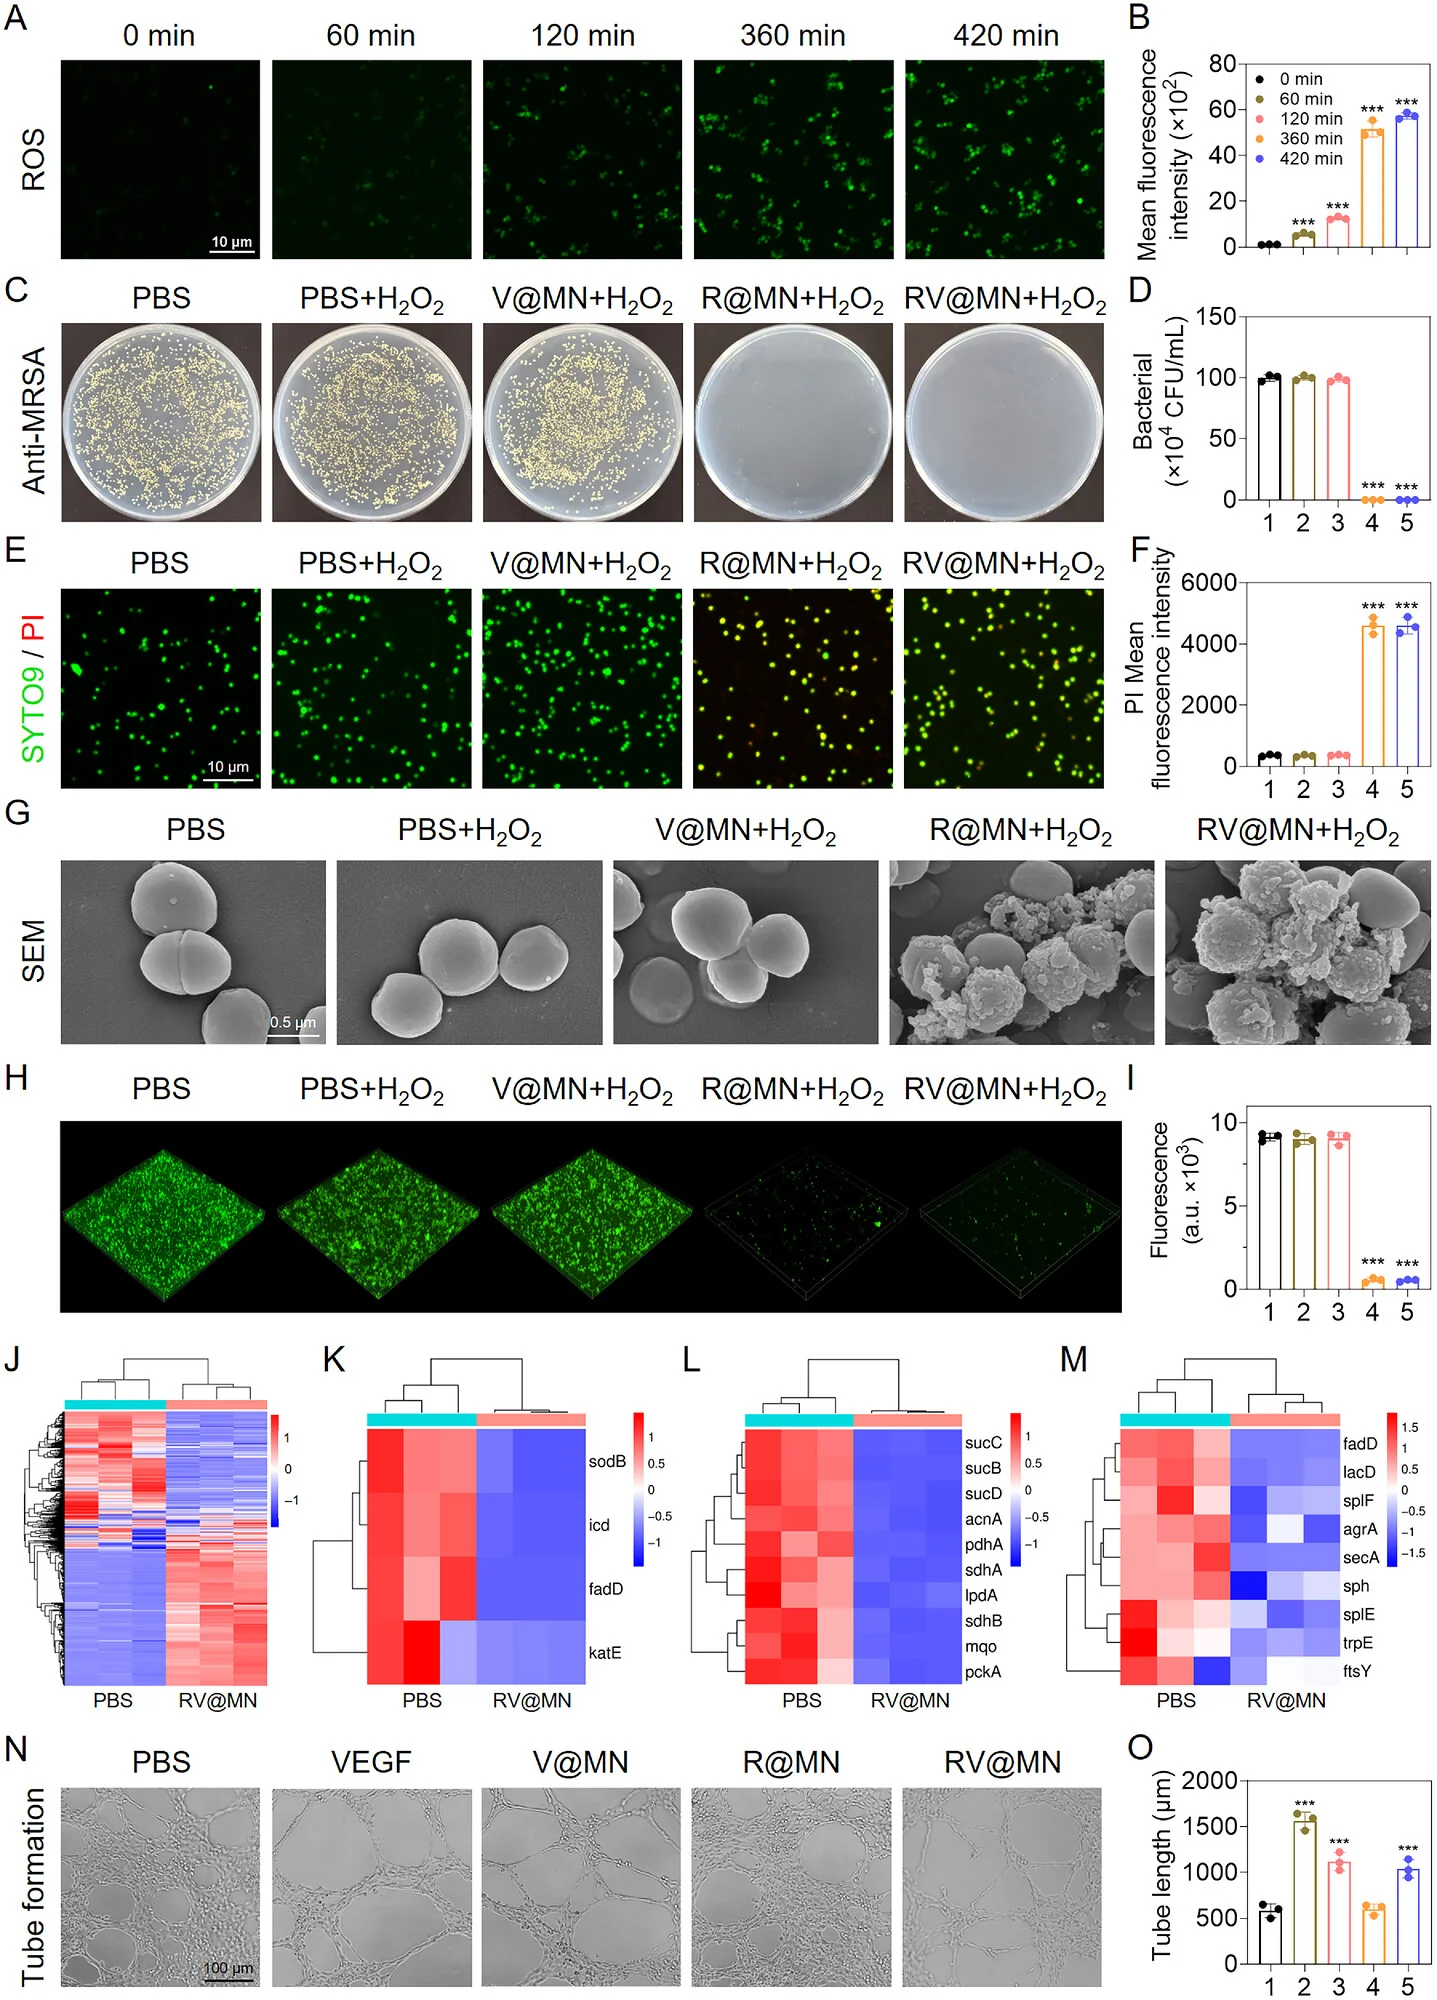 A
0 min
60 min
120 min
360 min
420 min
ROS
10 μm
B
Mean fluorescence
intensity (×10²)
80
60
40
20
0
0 min
60 min
120 min
360 min
420 min
***
***
***
***
C
PBS
PBS+H₂O₂
V@MN+H₂O₂
R@MN+H₂O₂
RV@MN+H₂O₂
Anti-MRSA
D
Bacterial
(×10⁴ CFU/mL)
150
100
50
0
***
***
1 2 3 4 5
E
PBS
PBS+H₂O₂
V@MN+H₂O₂
R@MN+H₂O₂
RV@MN+H₂O₂
SYTO9 / PI
10 μm
F
PI Mean
fluorescence intensity
6000
4000
2000
0
***
***
1 2 3 4 5
G
PBS
PBS+H₂O₂
V@MN+H₂O₂
R@MN+H₂O₂
RV@MN+H₂O₂
SEM
0.5 μm
H
PBS
PBS+H₂O₂
V@MN+H₂O₂
R@MN+H₂O₂
RV@MN+H₂O₂
I
Fluorescence
(a.u. ×10³)
10
5
0
***
***
1 2 3 4 5
J
1
0
−1
PBS
RV@MN
K
sodB
icd
fadD
katE
1
0.5
0
−0.5
−1
PBS
RV@MN
L
sucC
sucB
sucD
acnA
pdhA
sdhA
lpdA
sdhB
mqo
pckA
1
0.5
0
−0.5
−1
PBS
RV@MN
M
fadD
lacD
splF
agrA
secA
sph
splE
trpE
ftsY
1.5
1
0.5
0
−0.5
−1
−1.5
PBS
RV@MN
N
PBS
VEGF
V@MN
R@MN
RV@MN
Tube formation
100 μm
O
Tube length (μm)
2000
1500
1000
500
0
***
***
***
1 2 3 4 5